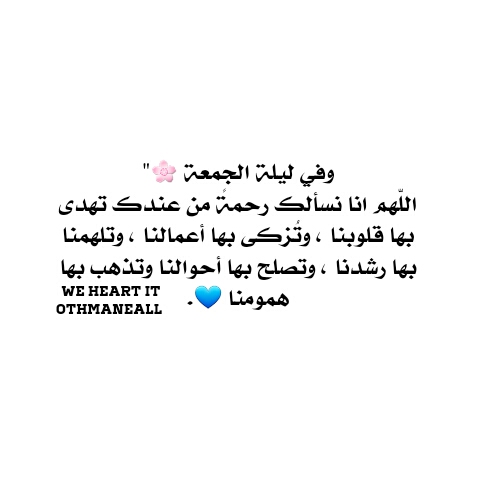 وفي ليلة الجمعة 🌸"
اللّهم انا نسألك رحمةً من عندك تهدى
بها قلوبنا ، وتُزكى بها أعمالنا ، وتلهمنا
بها رشدنا ، وتصلح بها أحوالنا وتذهب بها
همومنا 💙.
WE HEART IT
OTHMANEALL